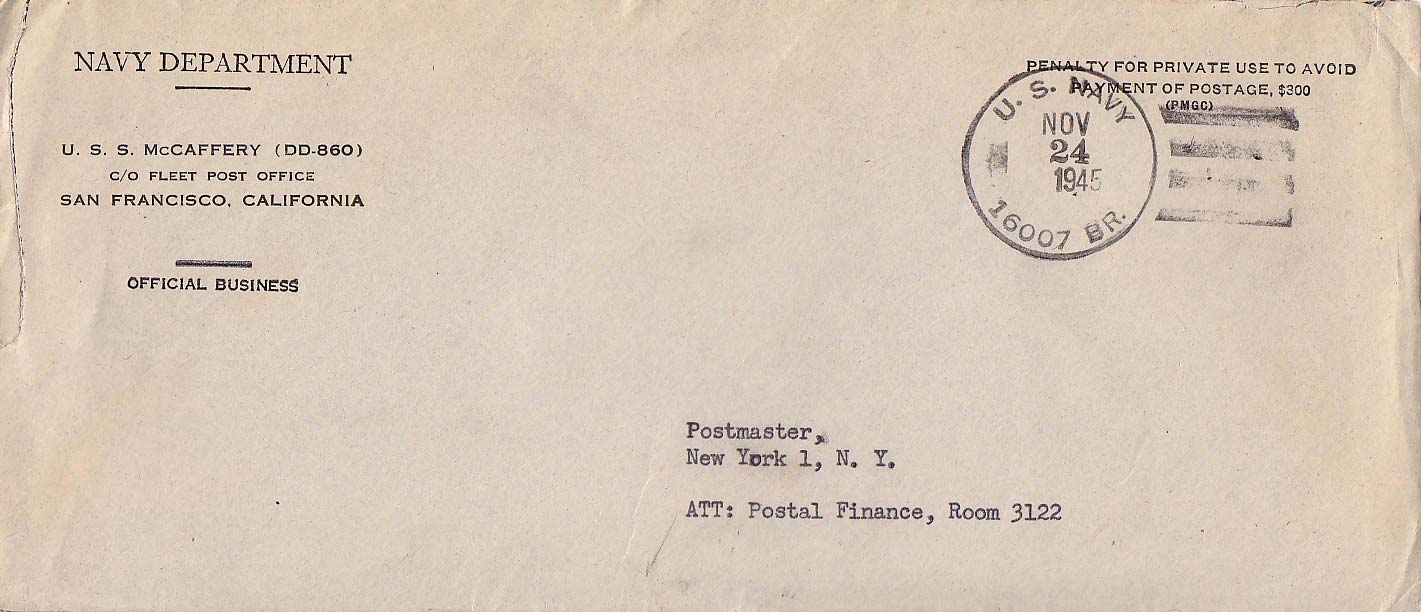 NAVY DEPARTMENT
U. S. S. McCAFFERY (DD-860)
C/O FLEET POST OFFICE
SAN FRANCISCO, CALIFORNIA
OFFICIAL BUSINESS
PENALTY FOR PRIVATE USE TO AVOID
PAYMENT OF POSTAGE, $300
(PMGC)
U. S. NAVY
NOV
24
1945
16007 BR.
Postmaster,
New York 1, N. Y.
ATT: Postal Finance, Room 3122